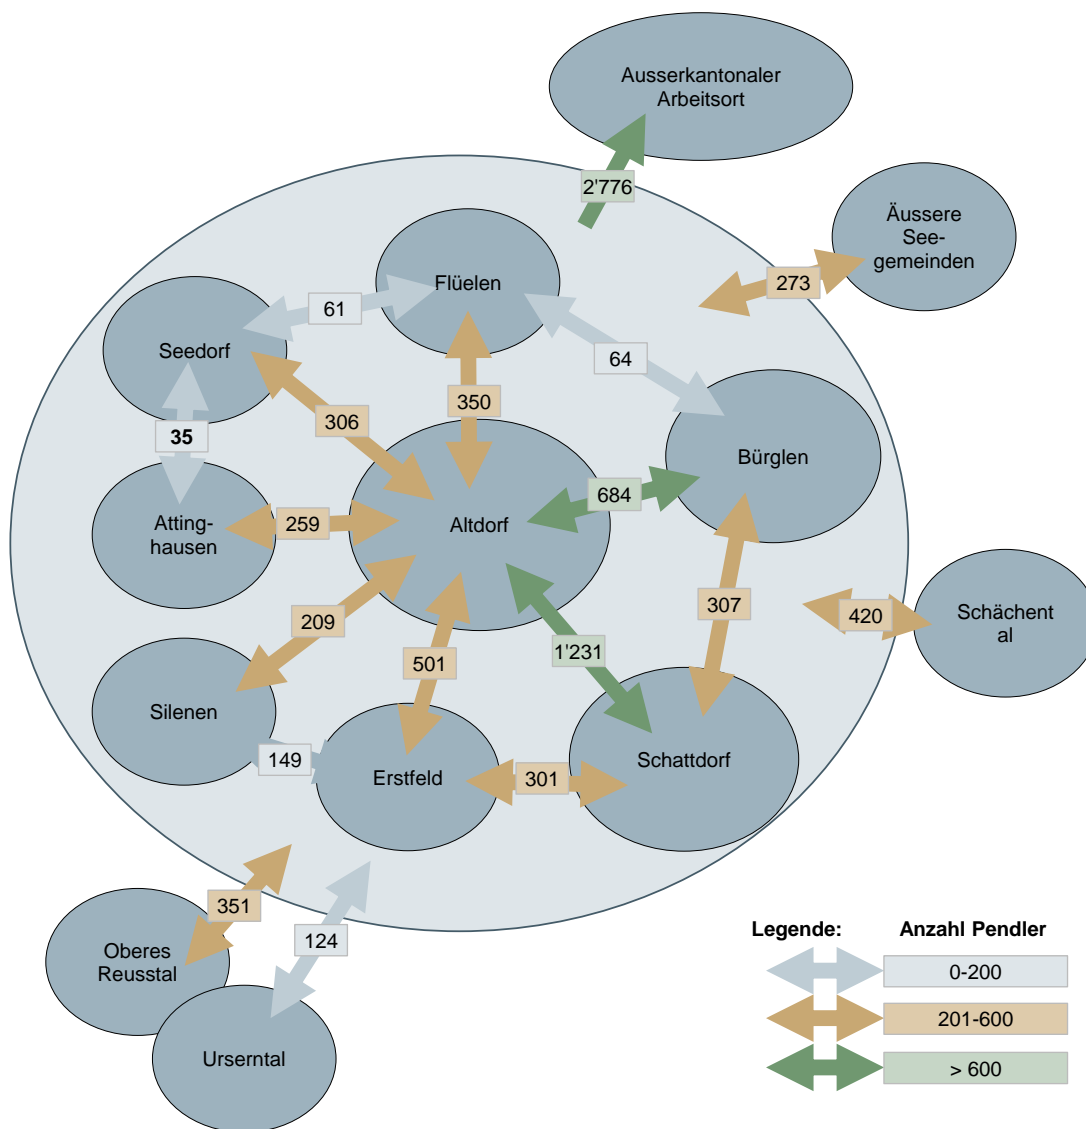 Ausserkantonaler
Arbeitsort
2'776
Äussere
See-
gemeinden
273
Flüelen
61
Seedorf
64
350
306
35
Bürglen
684
Atting-
hausen
259
Altdorf
307
420
Schächent
al
209
501
1'231
Silenen
149
Erstfeld
301
Schattdorf
351
124
Oberes
Reusstal
Urserntal
Legende: Anzahl Pendler
0-200
201-600
> 600